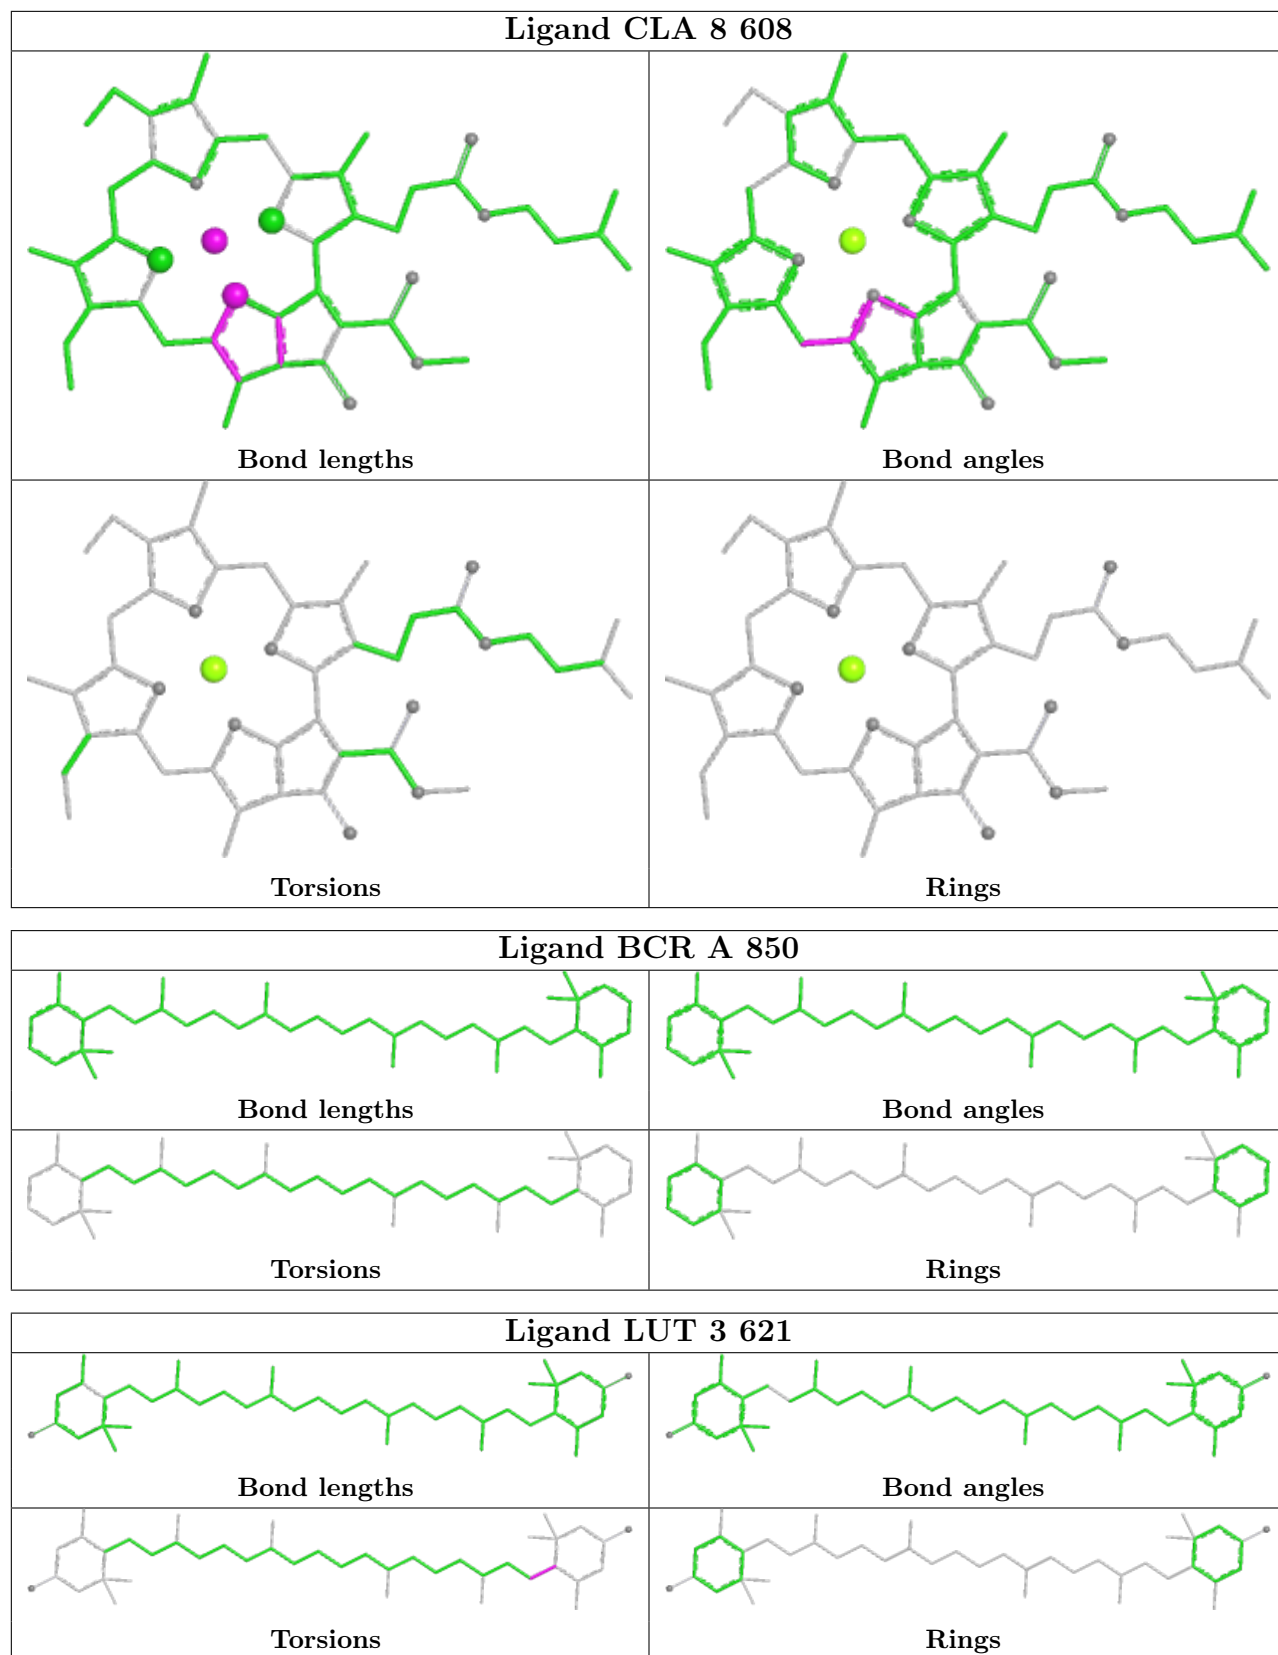 Ligand CLA 8 608
Bond lengths
Bond angles
Torsions
Rings
Ligand BCR A 850
Bond lengths
Bond angles
Torsions
Rings
Ligand LUT 3 621
Bond lengths
Bond angles
Torsions
Rings